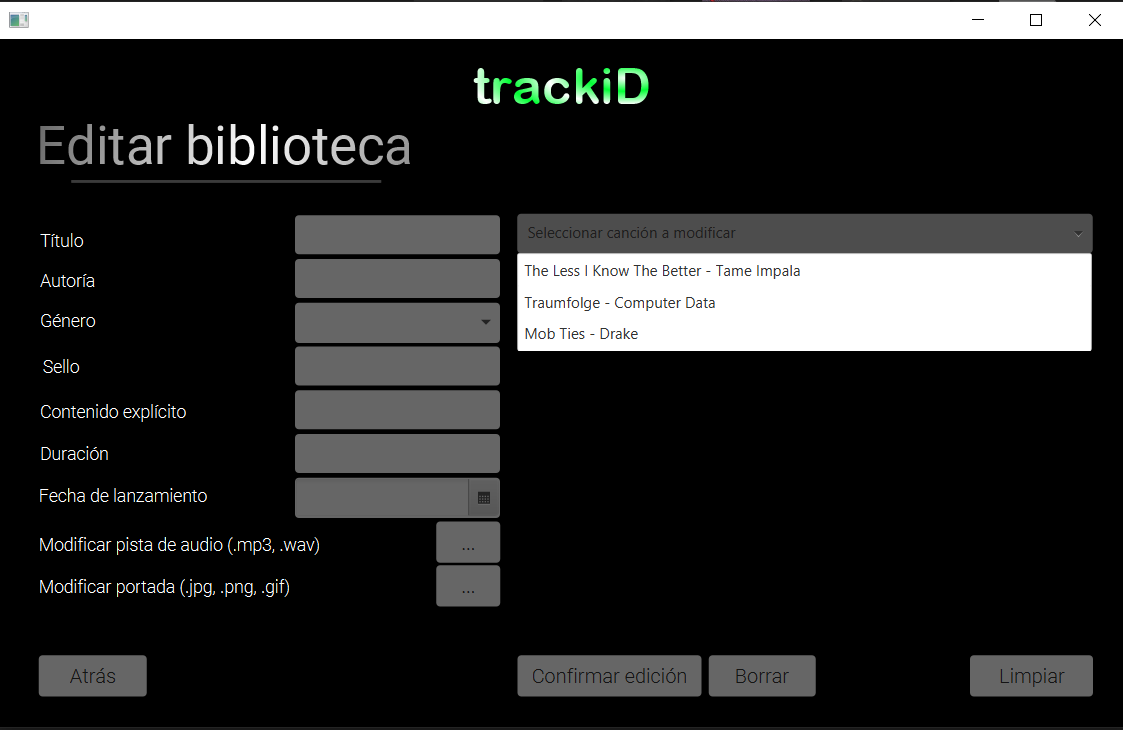 trackiD
Editar biblioteca
Título
Autoría
Género
Sello
Contenido explícito
Duración
Fecha de lanzamiento
Modificar pista de audio (.mp3, .wav)
...
Modificar portada (.jpg, .png, .gif)
...
Seleccionar canción a modificar
The Less I Know The Better - Tame Impala
Traumfolge - Computer Data
Mob Ties - Drake
Atrás
Confirmar edición
Borrar
Limpiar